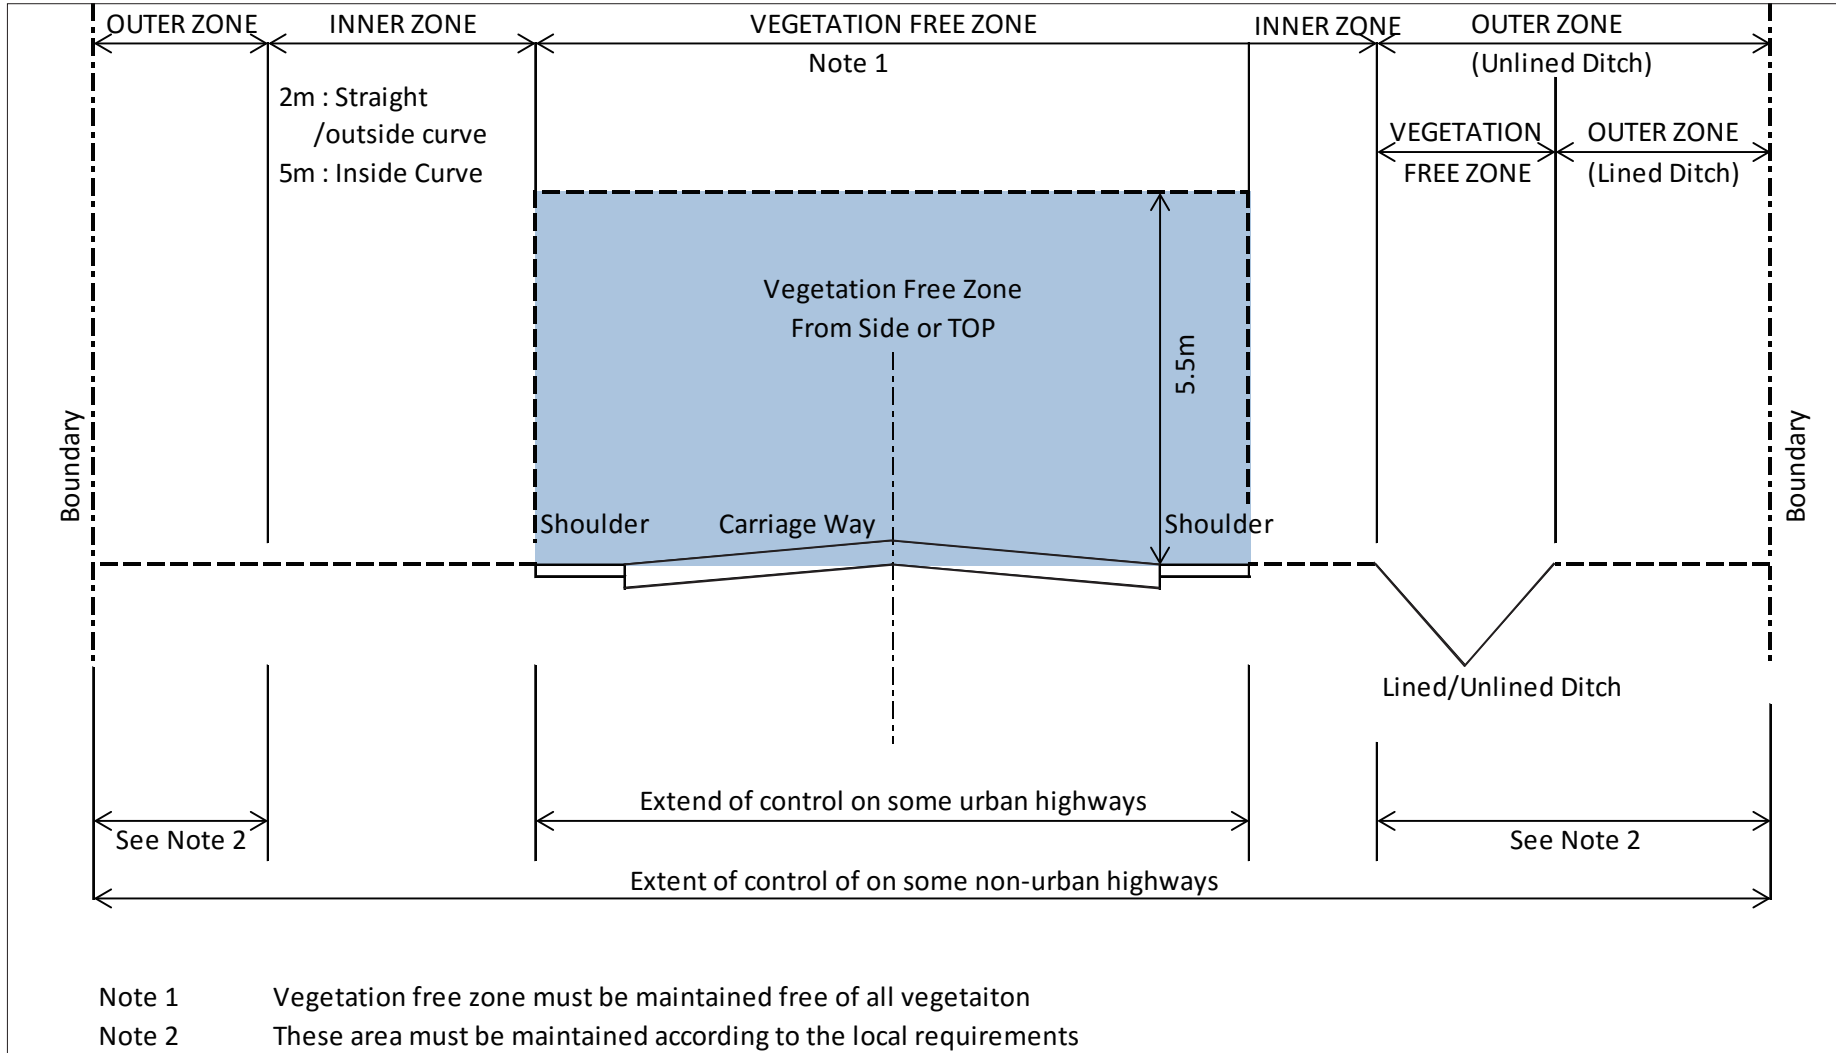 OUTER ZONE
INNER ZONE
VEGETATION FREE ZONE
INNER ZONE
OUTER ZONE
Note 1
(Unlined Ditch)
2m : Straight
/outside curve
5m : Inside Curve
VEGETATION
FREE ZONE
OUTER ZONE
(Lined Ditch)
Vegetation Free Zone
From Side or TOP
5.5m
Boundary
Boundary
Shoulder
Carriage Way
Shoulder
Lined/Unlined Ditch
Extend of control on some urban highways
See Note 2
See Note 2
Extent of control of on some non-urban highways
Note 1 Vegetation free zone must be maintained free of all vegetaiton
Note 2 These area must be maintained according to the local requirements